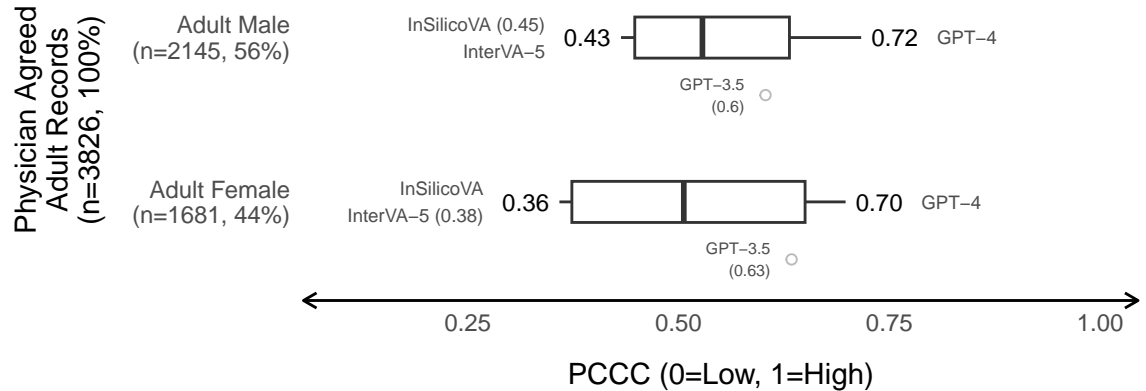 Physician Agreed
Adult Records
(n=3826, 100%)
Adult Male
(n=2145, 56%)
InSilicoVA (0.45)
InterVA−5
0.43
0.72
GPT−4
GPT−3.5
(0.6)
Adult Female
(n=1681, 44%)
InSilicoVA
InterVA−5 (0.38)
0.36
0.70
GPT−4
GPT−3.5
(0.63)
0.25
0.50
0.75
1.00
PCCC (0=Low, 1=High)